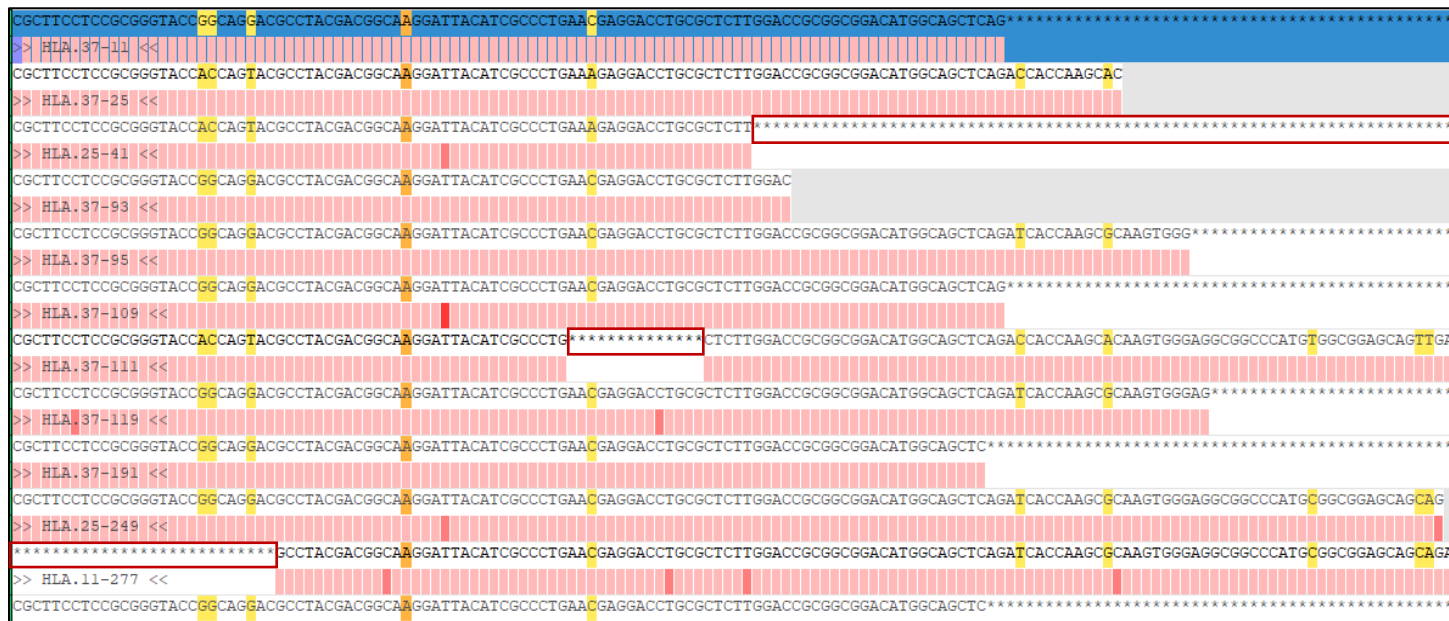 CGCTTCCTCCGCGGGTACCGGCAGGACGCCTACGACGGCAAGGATTACATCGCCCTGAACGAGGACCTGCGCTCTTGGACCGCGGCGGACATGGCAGCTCAG**********************************************
>> HLA.37-11 <<
CGCTTCCTCCGCGGGTACCACCAGTACGCCTACGACGGCAAGGATTACATCGCCCTGAAAGAGGACCTGCGCTCTTGGACCGCGGCGGACATGGCAGCTCAGACCACCAAGCAC
>> HLA.37-25 <<
CGCTTCCTCCGCGGGTACCACCAGTACGCCTACGACGGCAAGGATTACATCGCCCTGAAAGAGGACCTGCGCTCTT************************************************************************
>> HLA.25-41 <<
CGCTTCCTCCGCGGGTACCGGCAGGACGCCTACGACGGCAAGGATTACATCGCCCTGAACGAGGACCTGCGCTCTTGGAC
>> HLA.37-93 <<
CGCTTCCTCCGCGGGTACCGGCAGGACGCCTACGACGGCAAGGATTACATCGCCCTGAACGAGGACCTGCGCTCTTGGACCGCGGCGGACATGGCAGCTCAGATCACCAAGCGCAAGTGGG***************************
>> HLA.37-95 <<
CGCTTCCTCCGCGGGTACCGGCAGGACGCCTACGACGGCAAGGATTACATCGCCCTGAACGAGGACCTGCGCTCTTGGACCGCGGCGGACATGGCAGCTCAG**********************************************
>> HLA.37-109 <<
CGCTTCCTCCGCGGGTACCACCAGTACGCCTACGACGGCAAGGATTACATCGCCCTG**************CTCTTGGACCGCGGCGGACATGGCAGCTCAGACCACCAAGCACAAGTGGGAGGCGGCCCATGTGGCGGAGCAGTTGA
>> HLA.37-111 <<
CGCTTCCTCCGCGGGTACCGGCAGGACGCCTACGACGGCAAGGATTACATCGCCCTGAACGAGGACCTGCGCTCTTGGACCGCGGCGGACATGGCAGCTCAGATCACCAAGCGCAAGTGGGAG*************************
>> HLA.37-119 <<
CGCTTCCTCCGCGGGTACCGGCAGGACGCCTACGACGGCAAGGATTACATCGCCCTGAACGAGGACCTGCGCTCTTGGACCGCGGCGGACATGGCAGCTC************************************************
>> HLA.37-191 <<
CGCTTCCTCCGCGGGTACCGGCAGGACGCCTACGACGGCAAGGATTACATCGCCCTGAACGAGGACCTGCGCTCTTGGACCGCGGCGGACATGGCAGCTCAGATCACCAAGCGCAAGTGGGAGGCGGCCCATGCGGCGGAGCAGCAG
>> HLA.25-249 <<
***************************GCCTACGACGGCAAGGATTACATCGCCCTGAACGAGGACCTGCGCTCTTGGACCGCGGCGGACATGGCAGCTCAGATCACCAAGCGCAAGTGGGAGGCGGCCCATGCGGCGGAGCAGCAGA
>> HLA.11-277 <<
CGCTTCCTCCGCGGGTACCGGCAGGACGCCTACGACGGCAAGGATTACATCGCCCTGAACGAGGACCTGCGCTCTTGGACCGCGGCGGACATGGCAGCTC************************************************